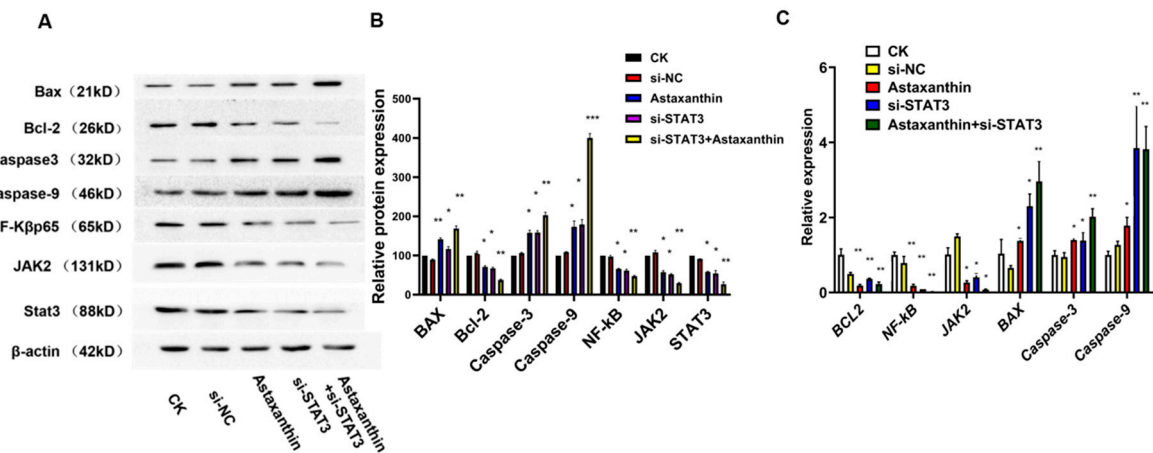 A
Bax (21kD)
Bcl-2 (26kD)
aspase3 (32kD)
aspase-9 (46kD)
F-Kβp65 (65kD)
JAK2 (131kD)
Stat3 (88kD)
β-actin (42kD)
CK
si-NC
Astaxanthin
si-STAT3
Astaxanthin
+si-STAT3
B
CK
si-NC
Astaxanthin
si-STAT3
si-STAT3+Astaxanthin
Relative protein expression
500
400
300
200
100
0
** * **
* * **
* * **
* * ***
* * **
* * **
* * **
BAX
Bcl-2
Caspase-3
Caspase-9
NF-kB
JAK2
STAT3
C
CK
si-NC
Astaxanthin
si-STAT3
Astaxanthin+si-STAT3
Relative expression
6
4
2
0
** * **
** ** **
* * *
* * **
* * **
* ** **
BCL2
NF-kB
JAK2
BAX
Caspase-3
Caspase-9